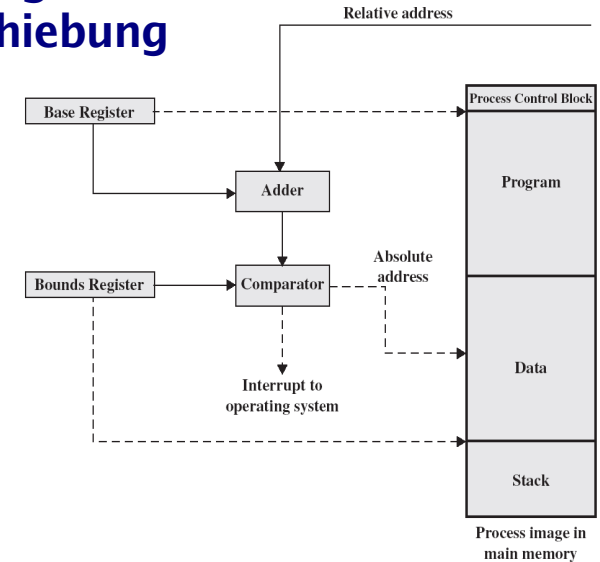 hiebung
Relative address
Process Control Block
Base Register
Program
Adder
Absolute
address
Bounds Register
Comparator
Data
Interrupt to
operating system
Stack
Process image in
main memory